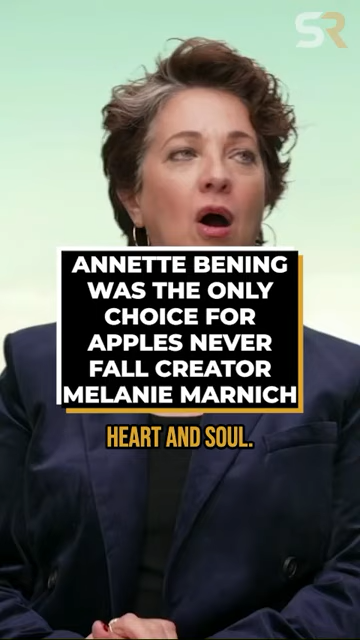 SR
ANNETTE BENING
WAS THE ONLY
CHOICE FOR
APPLES NEVER
FALL CREATOR
MELANIE MARNICH
HEART AND SOUL.